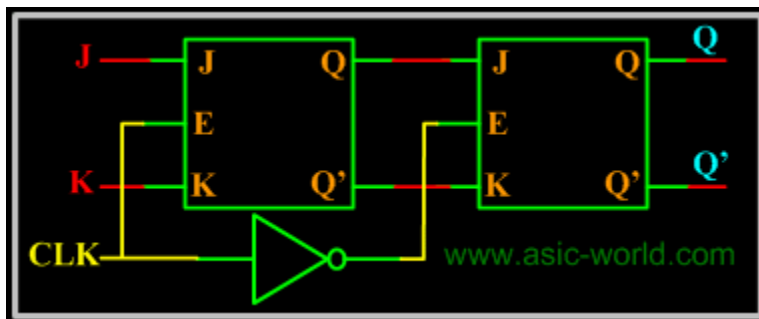 Q
J J Q J Q
E E
Q’
K K Q’ K Q’
CLK
www.asic-world.com